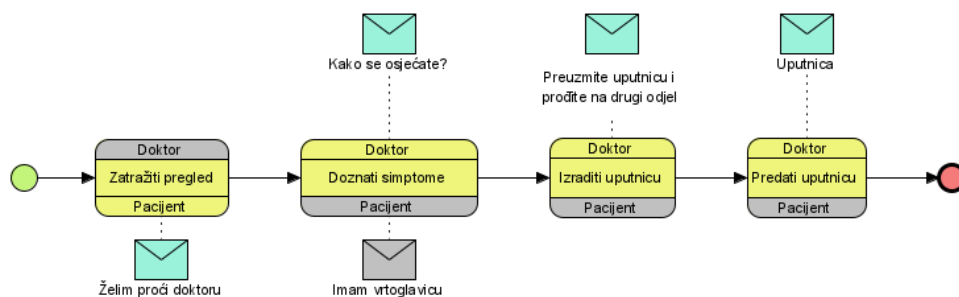 Kako se osjećate?
Preuzmite uputnicu i
prođite na drugi odjel
Uputnica
Doktor
Zatražiti pregled
Pacijent
Doktor
Doznati simptome
Pacijent
Doktor
Izraditi uputnicu
Pacijent
Doktor
Predati uputnicu
Pacijent
Želim proći doktoru
Imam vrtoglavicu